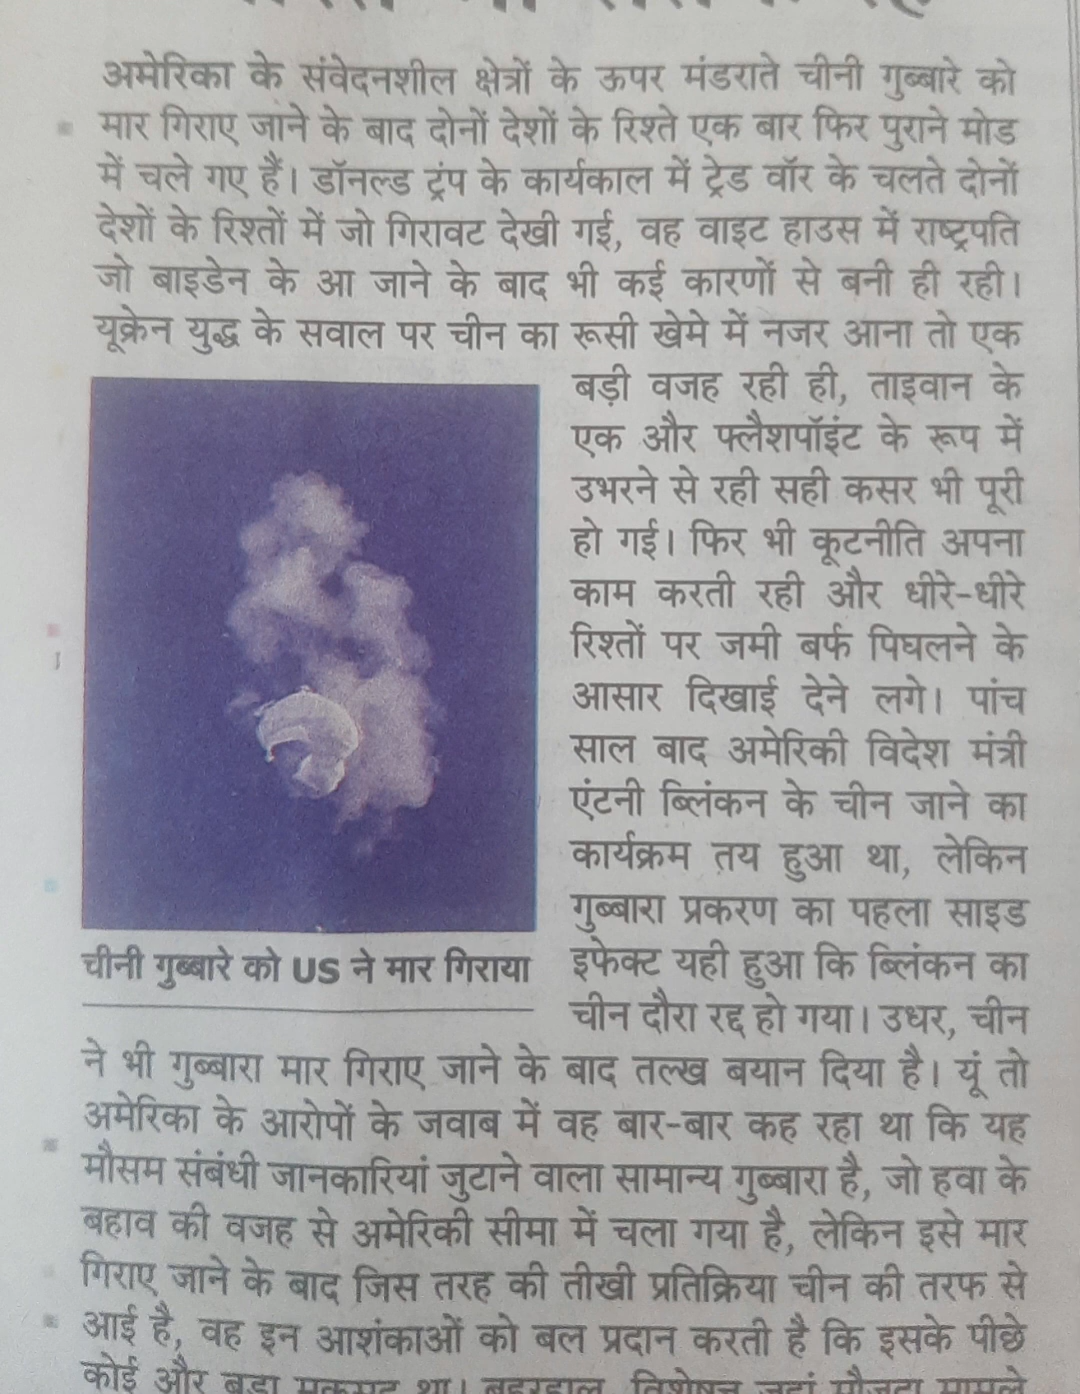 अमेरिका के संवेदनशील क्षेत्रों के ऊपर मंडराते चीनी गुब्बारे को
मार गिराए जाने के बाद दोनों देशों के रिश्ते एक बार फिर पुराने मोड
में चले गए हैं। डॉनल्ड ट्रंप के कार्यकाल में ट्रेड वॉर के चलते दोनों
देशों के रिश्तों में जो गिरावट देखी गई, वह वाइट हाउस में राष्ट्रपति
जो बाइडेन के आ जाने के बाद भी कई कारणों से बनी ही रही।
यूक्रेन युद्ध के सवाल पर चीन का रूसी खेमे में नजर आना तो एक
बड़ी वजह रही ही, ताइवान के
एक और फ्लैशपॉइंट के रूप में
उभरने से रही सही कसर भी पूरी
हो गई। फिर भी कूटनीति अपना
काम करती रही और धीरे-धीरे
रिश्तों पर जमी बर्फ पिघलने के
आसार दिखाई देने लगे। पांच
साल बाद अमेरिकी विदेश मंत्री
एंटनी ब्लिंकन के चीन जाने का
कार्यक्रम तय हुआ था, लेकिन
गुब्बारा प्रकरण का पहला साइड
इफेक्ट यही हुआ कि ब्लिंकन का
चीन दौरा रद्द हो गया। उधर, चीन
चीनी गुब्बारे को US ने मार गिराया
ने भी गुब्बारा मार गिराए जाने के बाद तल्ख बयान दिया है। यूं तो
अमेरिका के आरोपों के जवाब में वह बार-बार कह रहा था कि यह
मौसम संबंधी जानकारियां जुटाने वाला सामान्य गुब्बारा है, जो हवा के
बहाव की वजह से अमेरिकी सीमा में चला गया है, लेकिन इसे मार
गिराए जाने के बाद जिस तरह की तीखी प्रतिक्रिया चीन की तरफ से
आई है, वह इन आशंकाओं को बल प्रदान करती है कि इसके पीछे
कोई और बड़ा मकसद था। बहरहाल,